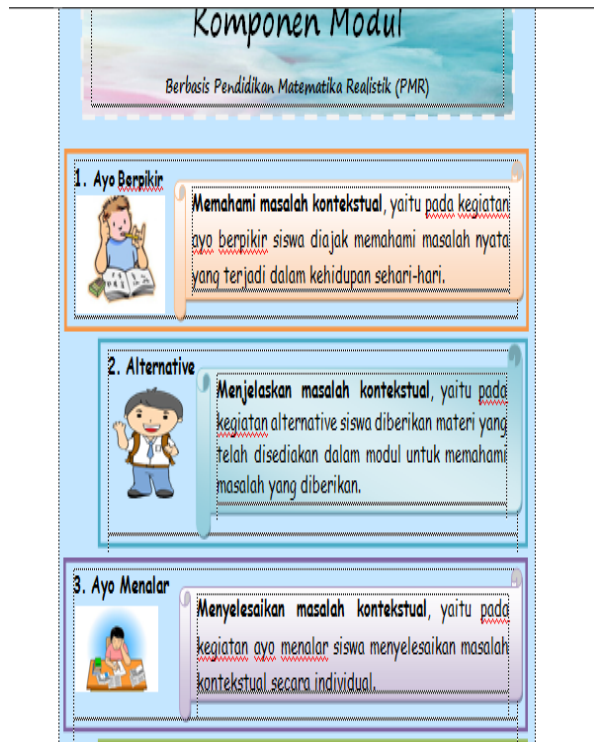 Komponen Modul
Berbasis Pendidikan Matematika Realistik (PMR)
1. Ayo Berpikir
Memahami masalah kontekstual, yaitu pada kegiatan
ayo berpikir siswa diajak memahami masalah nyata
yang terjadi dalam kehidupan sehari-hari.
2. Alternative
Menjelaskan masalah kontekstual, yaitu pada
kegiatan alternative siswa diberikan materi yang
telah disediakan dalam modul untuk memahami
masalah yang diberikan.
3. Ayo Menalar
Menyelesaikan masalah kontekstual, yaitu pada
kegiatan ayo menalar siswa menyelesaikan masalah
kontekstual secara individual.